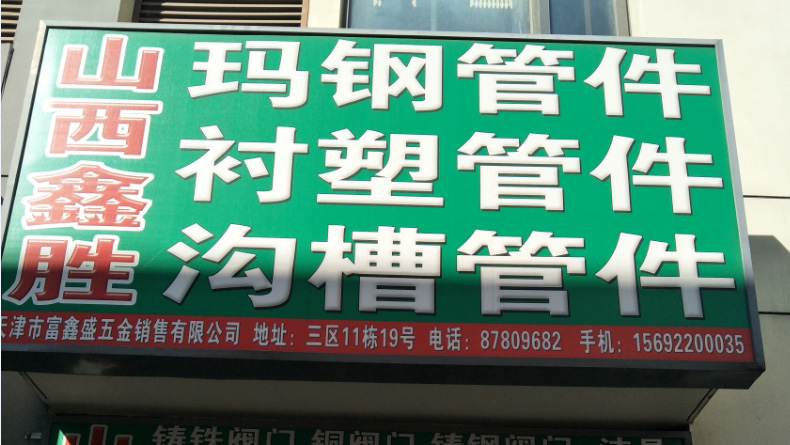 山西鑫胜
玛钢管件
衬塑管件
沟槽管件
天津市富鑫盛五金销售有限公司 地址：三区11栋19号 电话：87809682 手机：15692200035
山 铸铁阀门 铜阀门 铸钢阀门